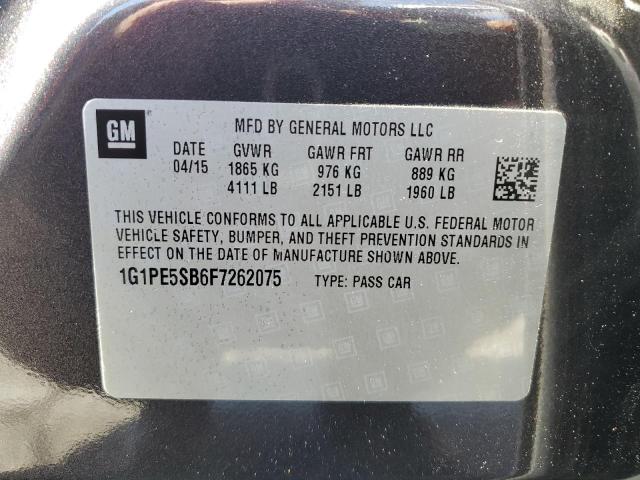 GM
MFD BY GENERAL MOTORS LLC
DATE GVWR GAWR FRT GAWR RR
04/15 1865 KG 976 KG 889 KG
4111 LB 2151 LB 1960 LB
THIS VEHICLE CONFORMS TO ALL APPLICABLE U.S. FEDERAL MOTOR
VEHICLE SAFETY, BUMPER, AND THEFT PREVENTION STANDARDS IN
EFFECT ON THE DATE OF MANUFACTURE SHOWN ABOVE.
1G1PE5SB6F7262075 TYPE: PASS CAR